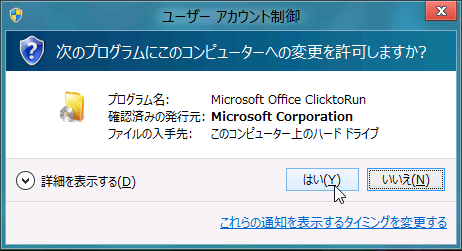 ユーザー アカウント制御
次のプログラムにこのコンピューターへの変更を許可しますか?
プログラム名: Microsoft Office ClicktoRun
確認済みの発行元: Microsoft Corporation
ファイルの入手先: このコンピューター上のハード ドライブ
詳細を表示する(D) はい(Y) いいえ(N)
これらの通知を表示するタイミングを変更する